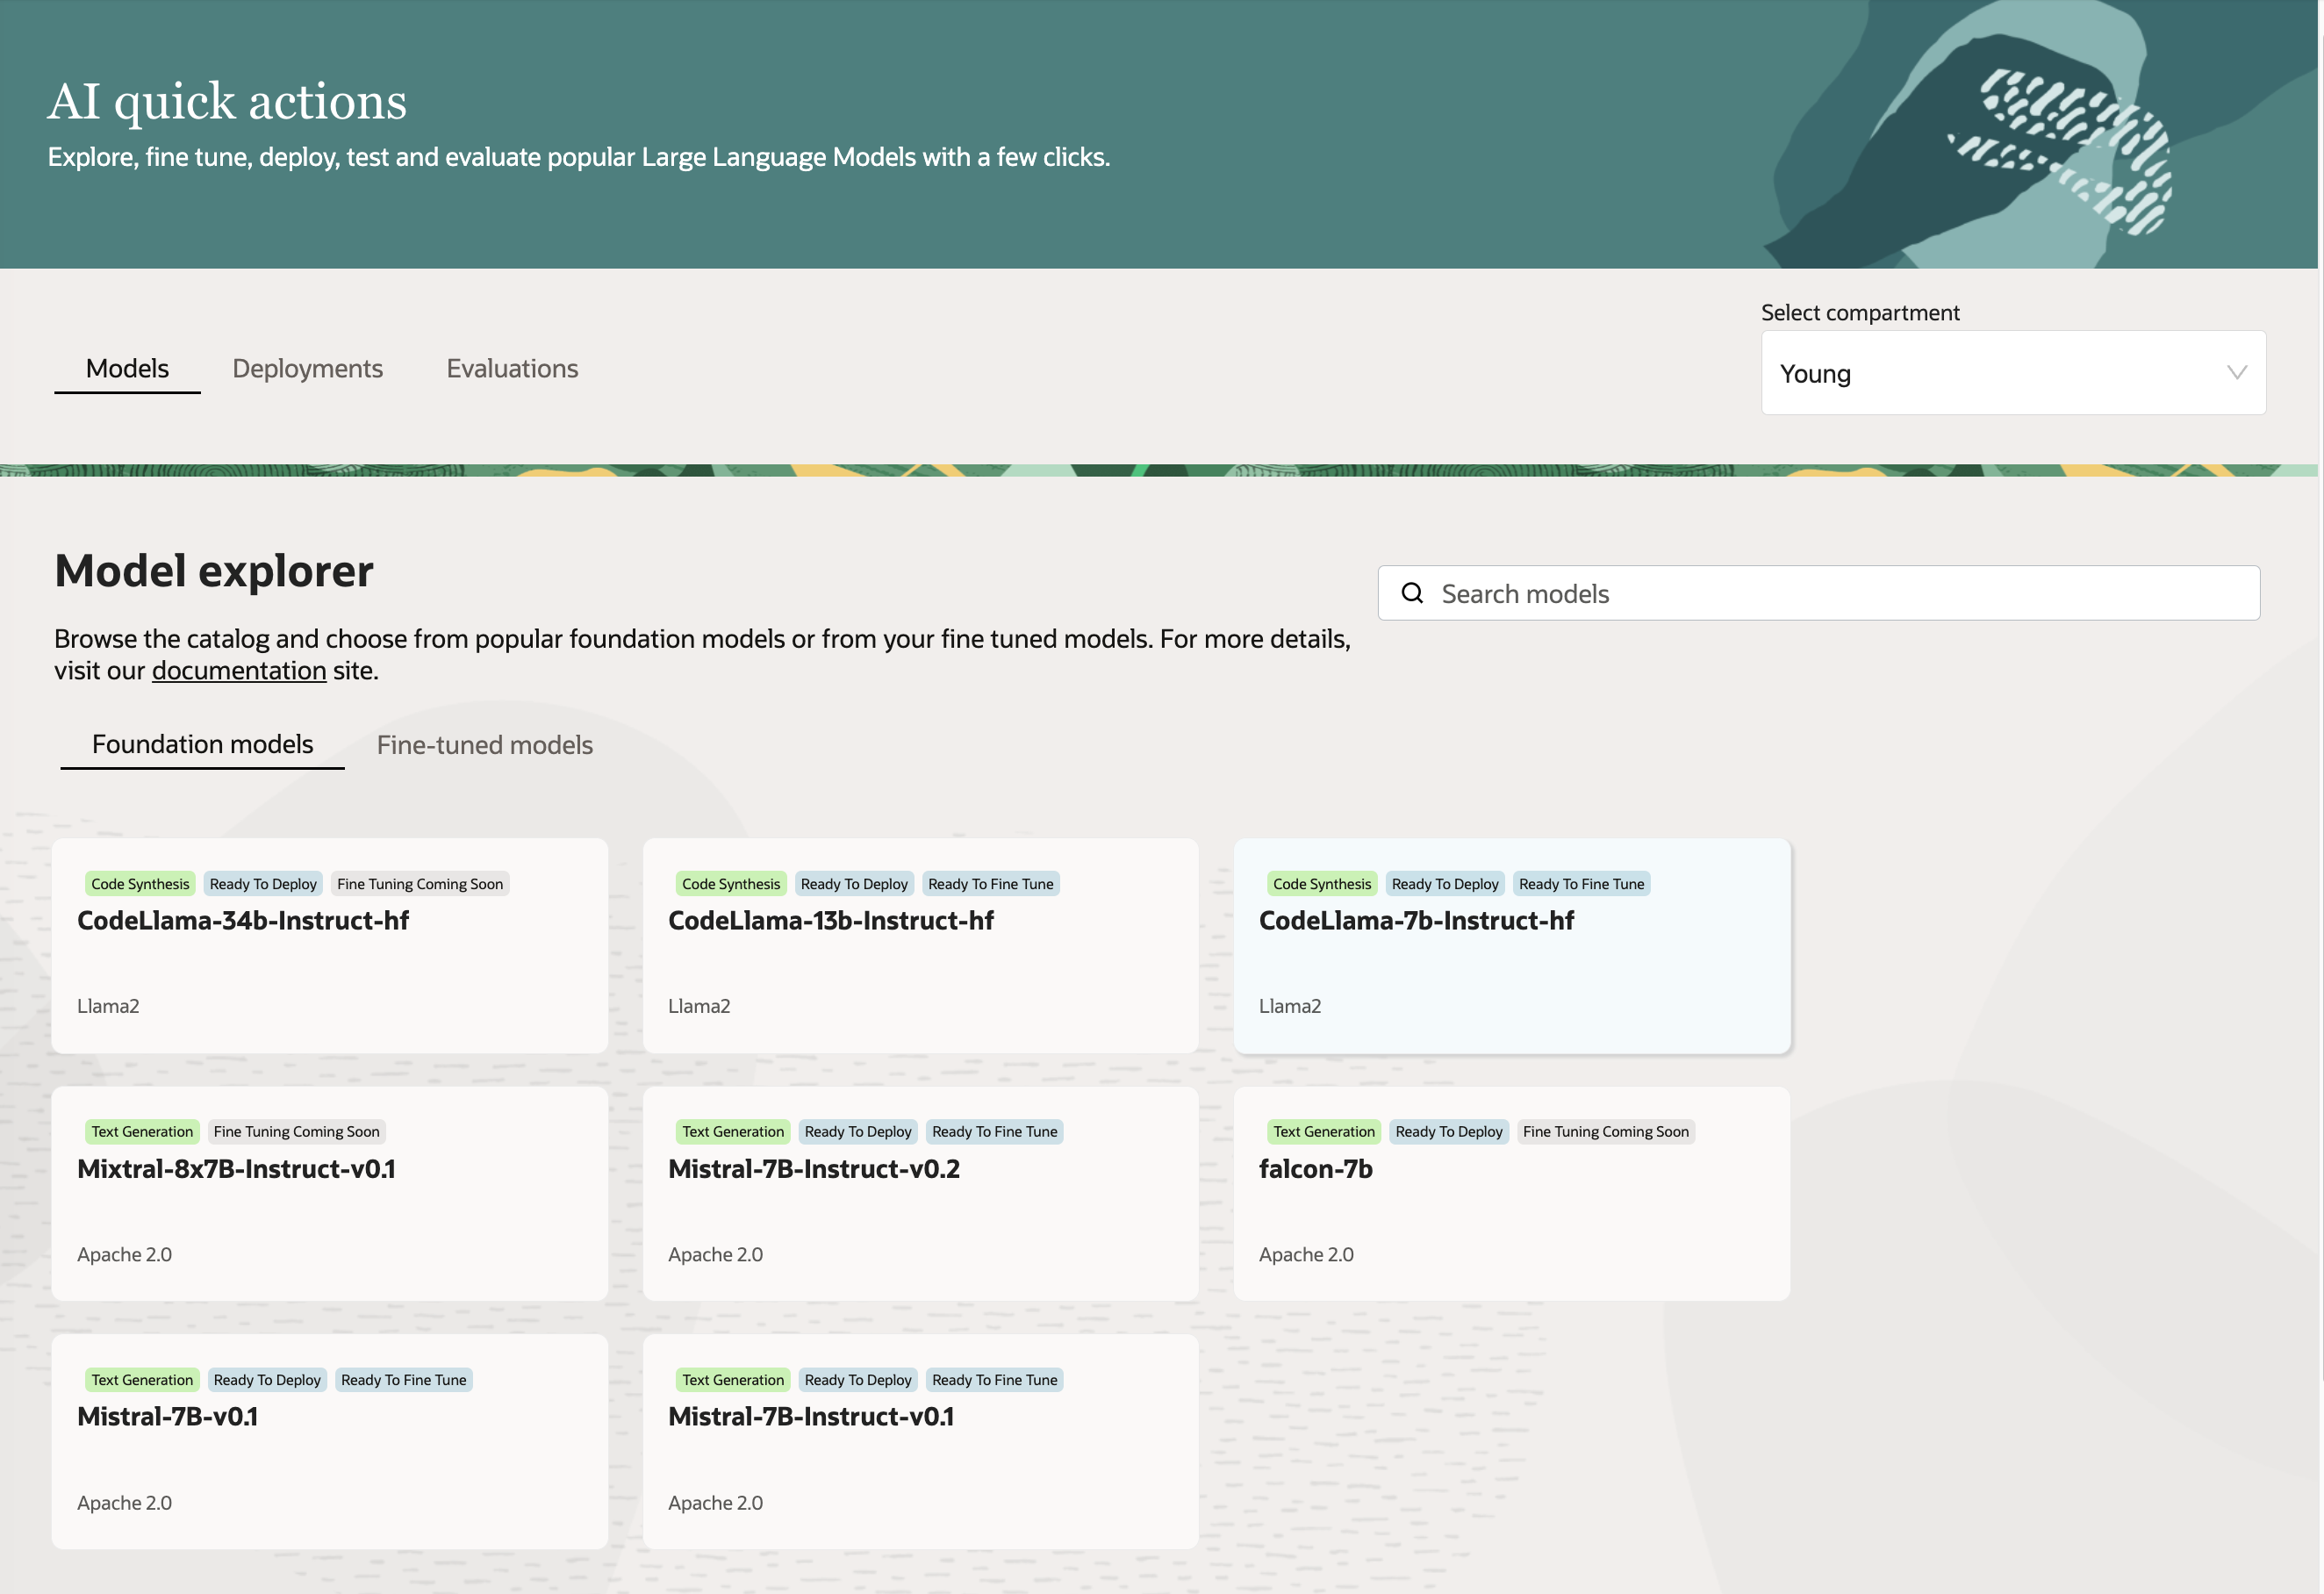 AI quick actions
Explore, fine tune, deploy, test and evaluate popular Large Language Models with a few clicks.
Select compartment
Models
Deployments
Evaluations
Young
Model explorer
Search models
Browse the catalog and choose from popular foundation models or from your fine tuned models. For more details,
visit our documentation site.
Foundation models
Fine-tuned models
Code Synthesis
Ready To Deploy
Fine Tuning Coming Soon
CodeLlama-34b-Instruct-hf
Llama2
Code Synthesis
Ready To Deploy
Ready To Fine Tune
CodeLlama-13b-Instruct-hf
Llama2
Code Synthesis
Ready To Deploy
Ready To Fine Tune
CodeLlama-7b-Instruct-hf
Llama2
Text Generation
Fine Tuning Coming Soon
Mixtral-8x7B-Instruct-v0.1
Apache 2.0
Text Generation
Ready To Deploy
Ready To Fine Tune
Mistral-7B-Instruct-v0.2
Apache 2.0
Text Generation
Ready To Deploy
Fine Tuning Coming Soon
falcon-7b
Apache 2.0
Text Generation
Ready To Deploy
Ready To Fine Tune
Mistral-7B-v0.1
Apache 2.0
Text Generation
Ready To Deploy
Ready To Fine Tune
Mistral-7B-Instruct-v0.1
Apache 2.0